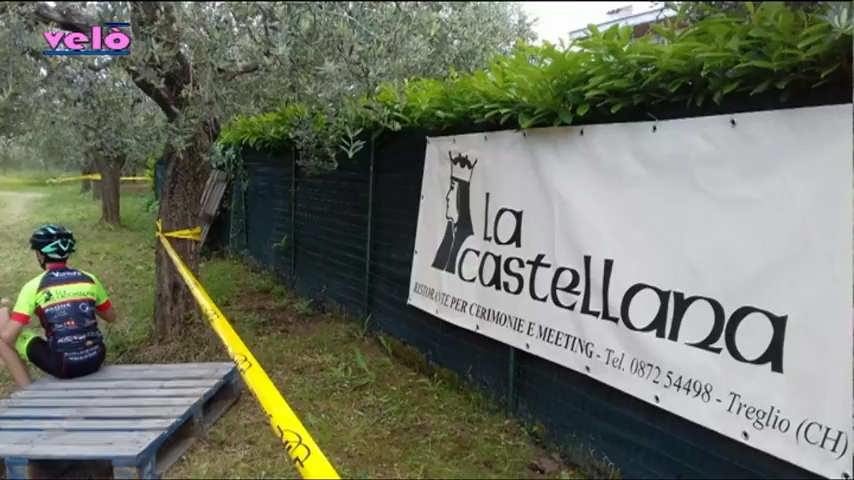 velò
La
castellana
RISTORANTE PER CERIMONIE E MEETING - Tel. 0872 54498 - Treglio (CH)